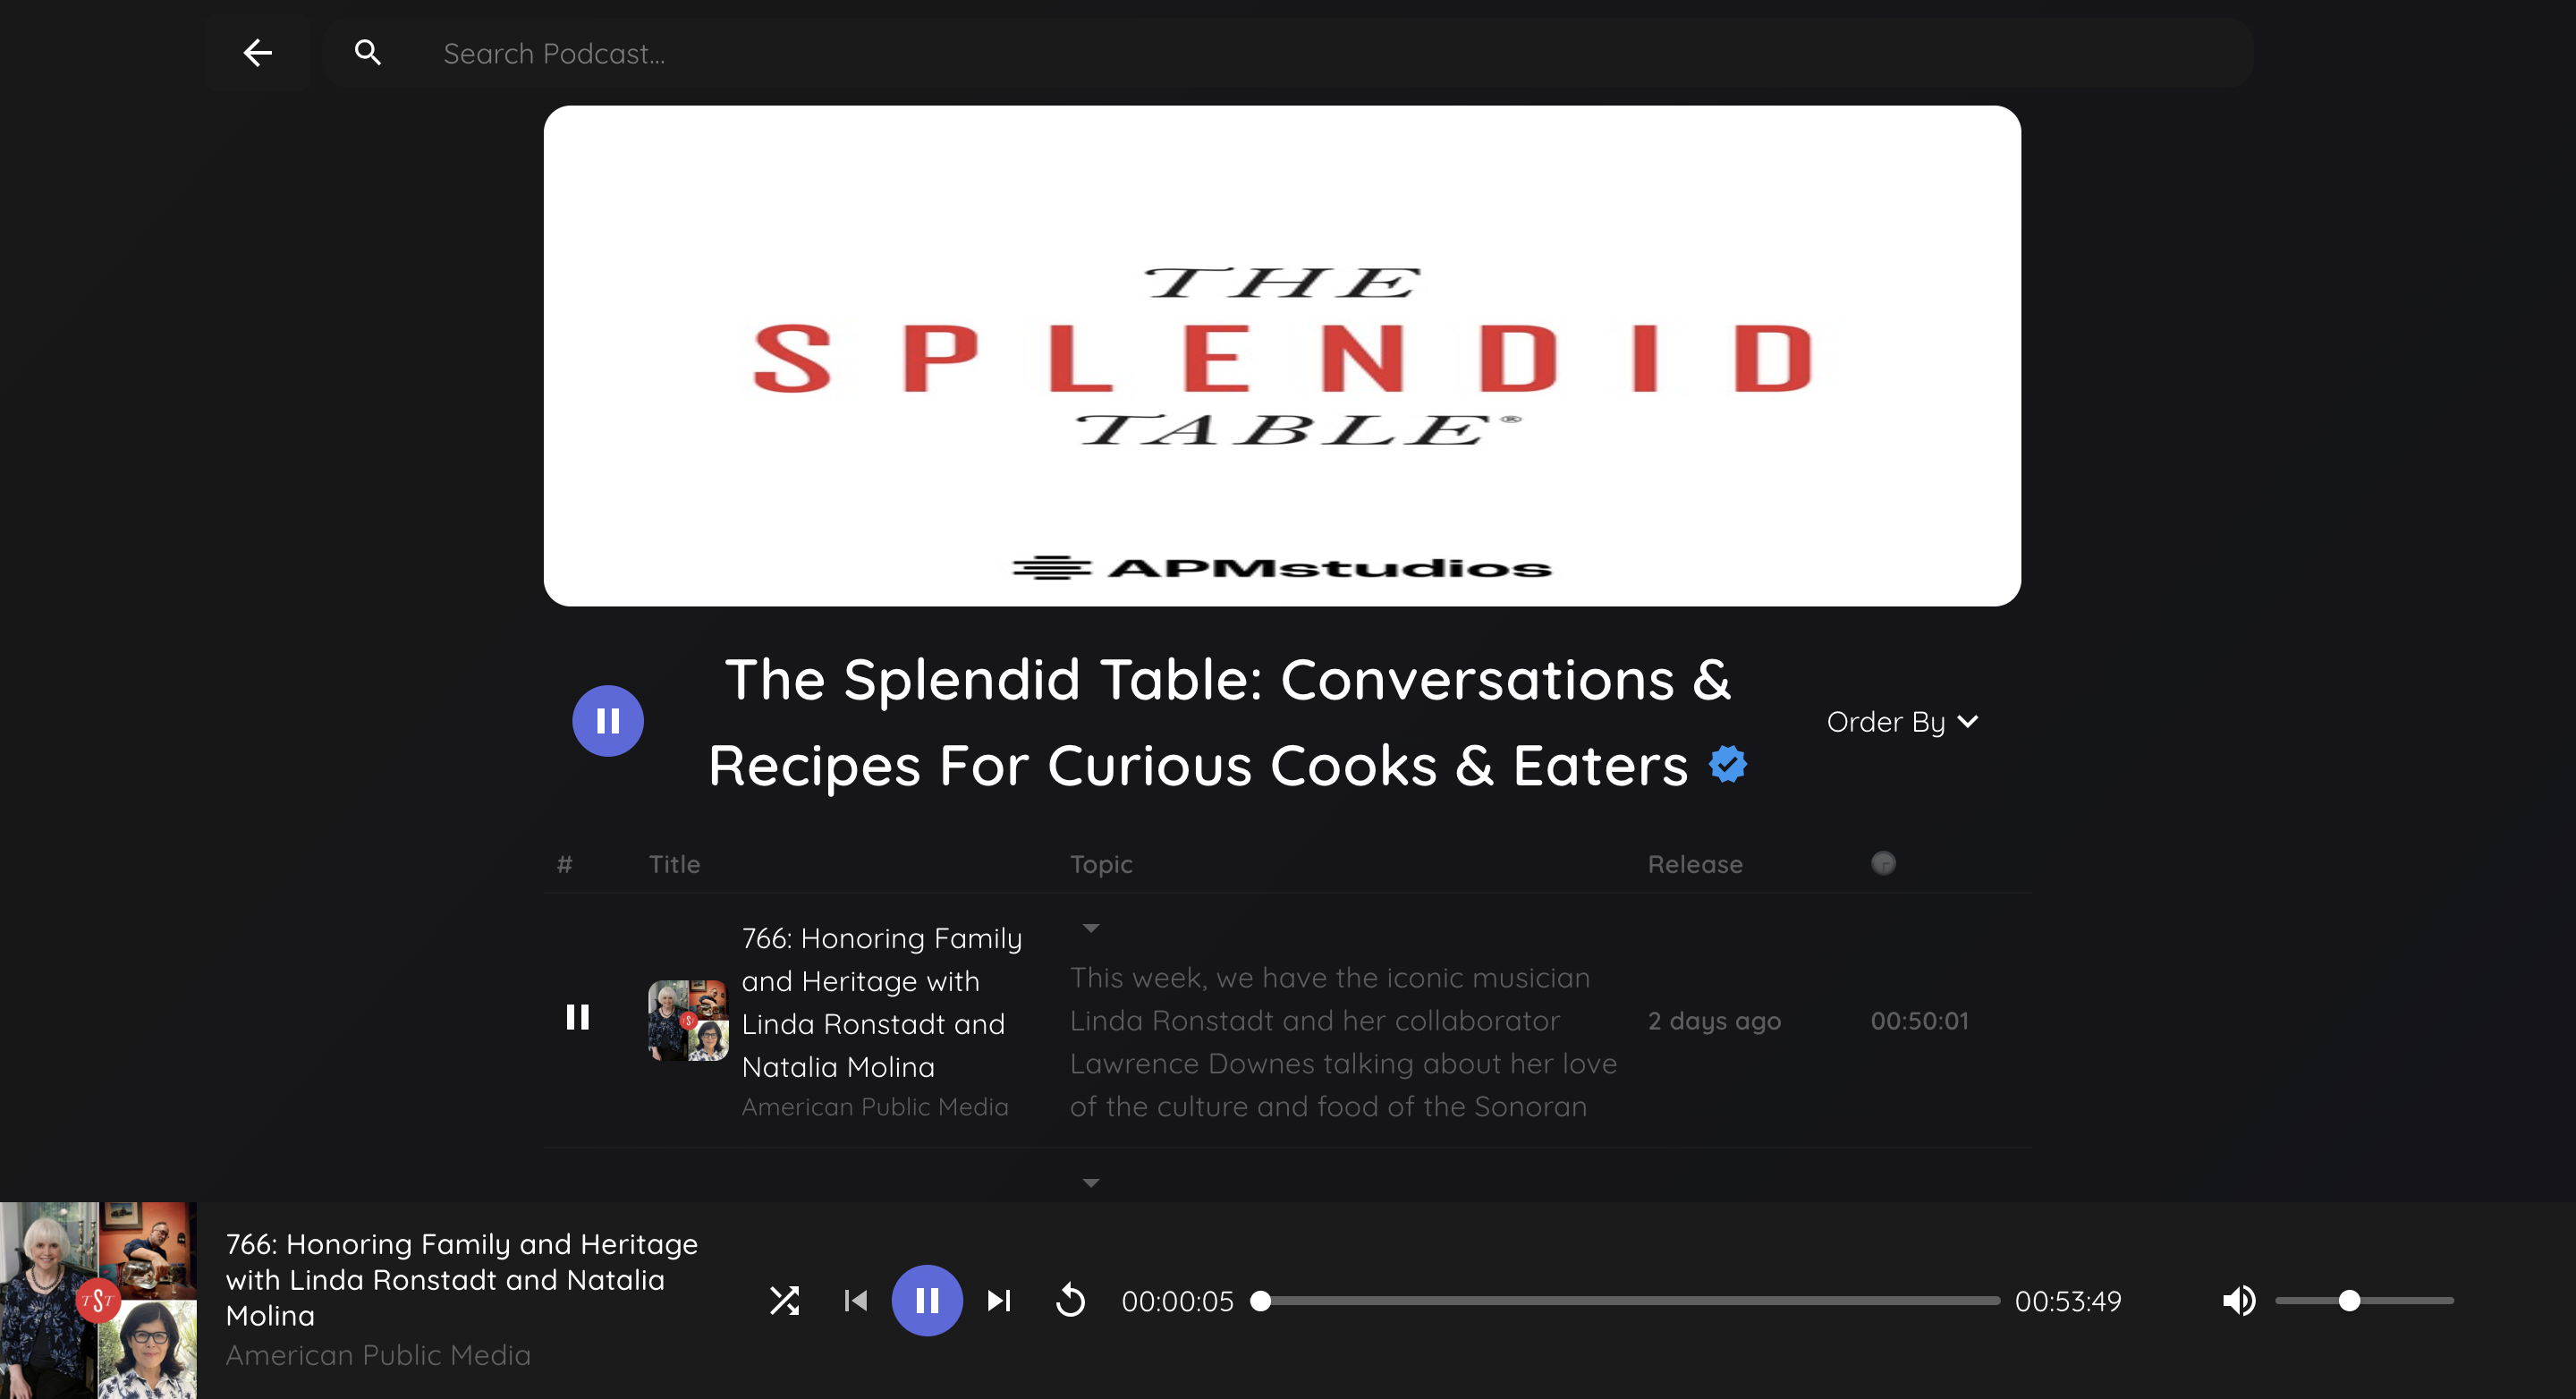 Search Podcast...
THE
SPLENDID
TABLE®
APMstudios
The Splendid Table: Conversations &
Recipes For Curious Cooks & Eaters
Order By
# Title Topic Release
766: Honoring Family
and Heritage with
Linda Ronstadt and
Natalia Molina
American Public Media
This week, we have the iconic musician
Linda Ronstadt and her collaborator
Lawrence Downes talking about her love
of the culture and food of the Sonoran
2 days ago
00:50:01
TST
766: Honoring Family and Heritage
with Linda Ronstadt and Natalia
Molina
American Public Media
00:00:05
00:53:49